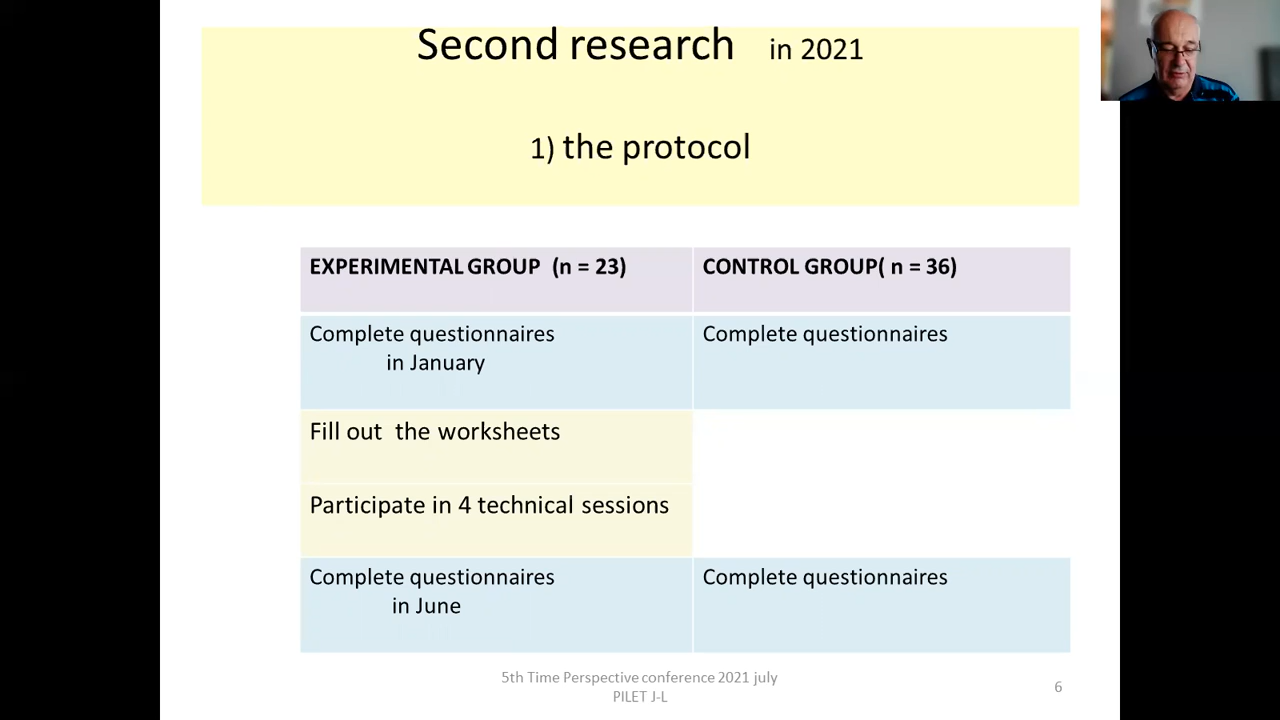 Second research in 2021
1) the protocol
EXPERIMENTAL GROUP (n = 23)
CONTROL GROUP( n = 36)
Complete questionnaires
in January
Complete questionnaires
Fill out the worksheets
Participate in 4 technical sessions
Complete questionnaires
in June
Complete questionnaires
5th Time Perspective conference 2021 july
PILET J-L
6